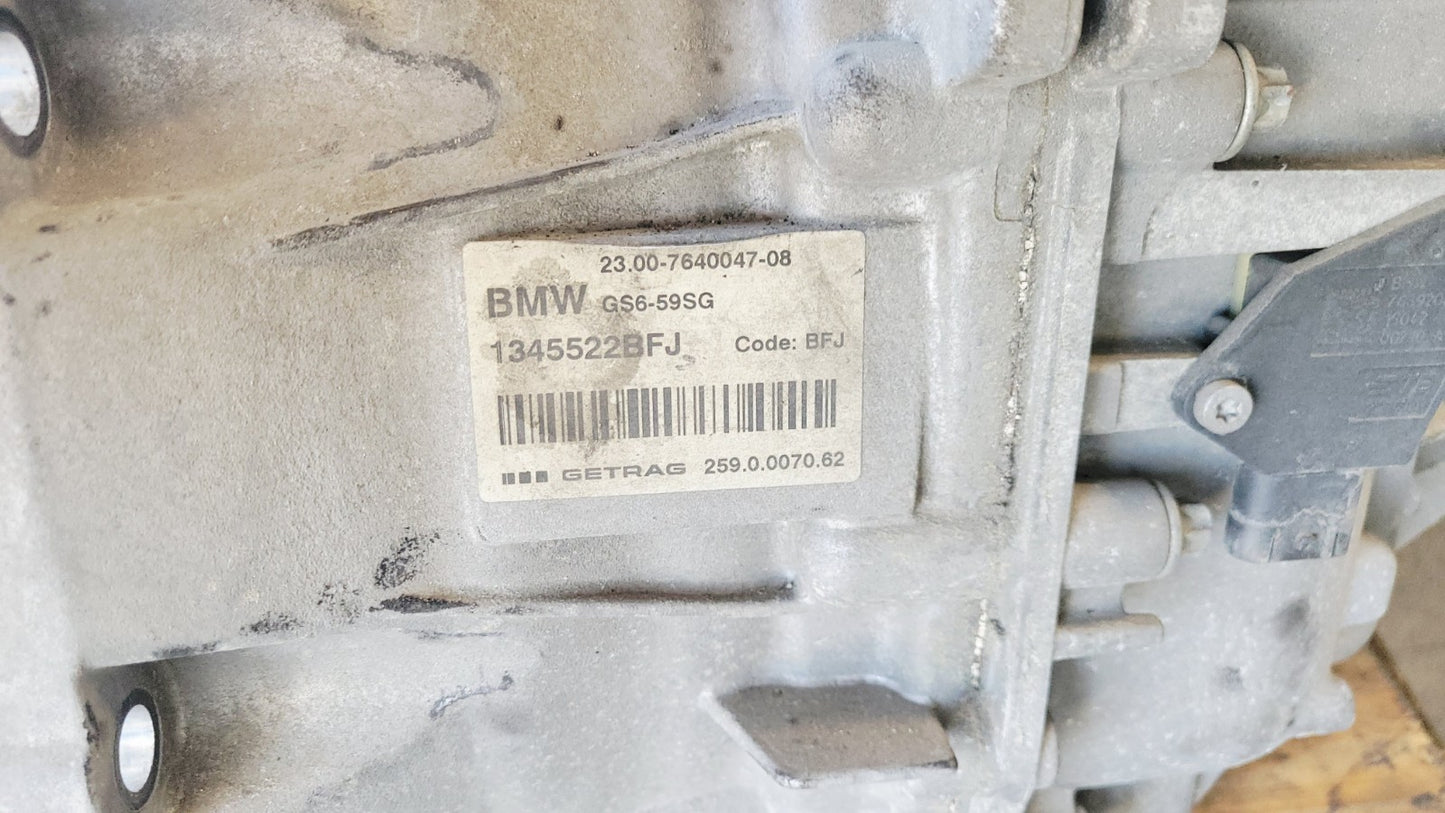 23.00-7640047-08
BMW GS6-59SG
1345522BFJ Code: BFJ
GETRAG 259.0.0070.62